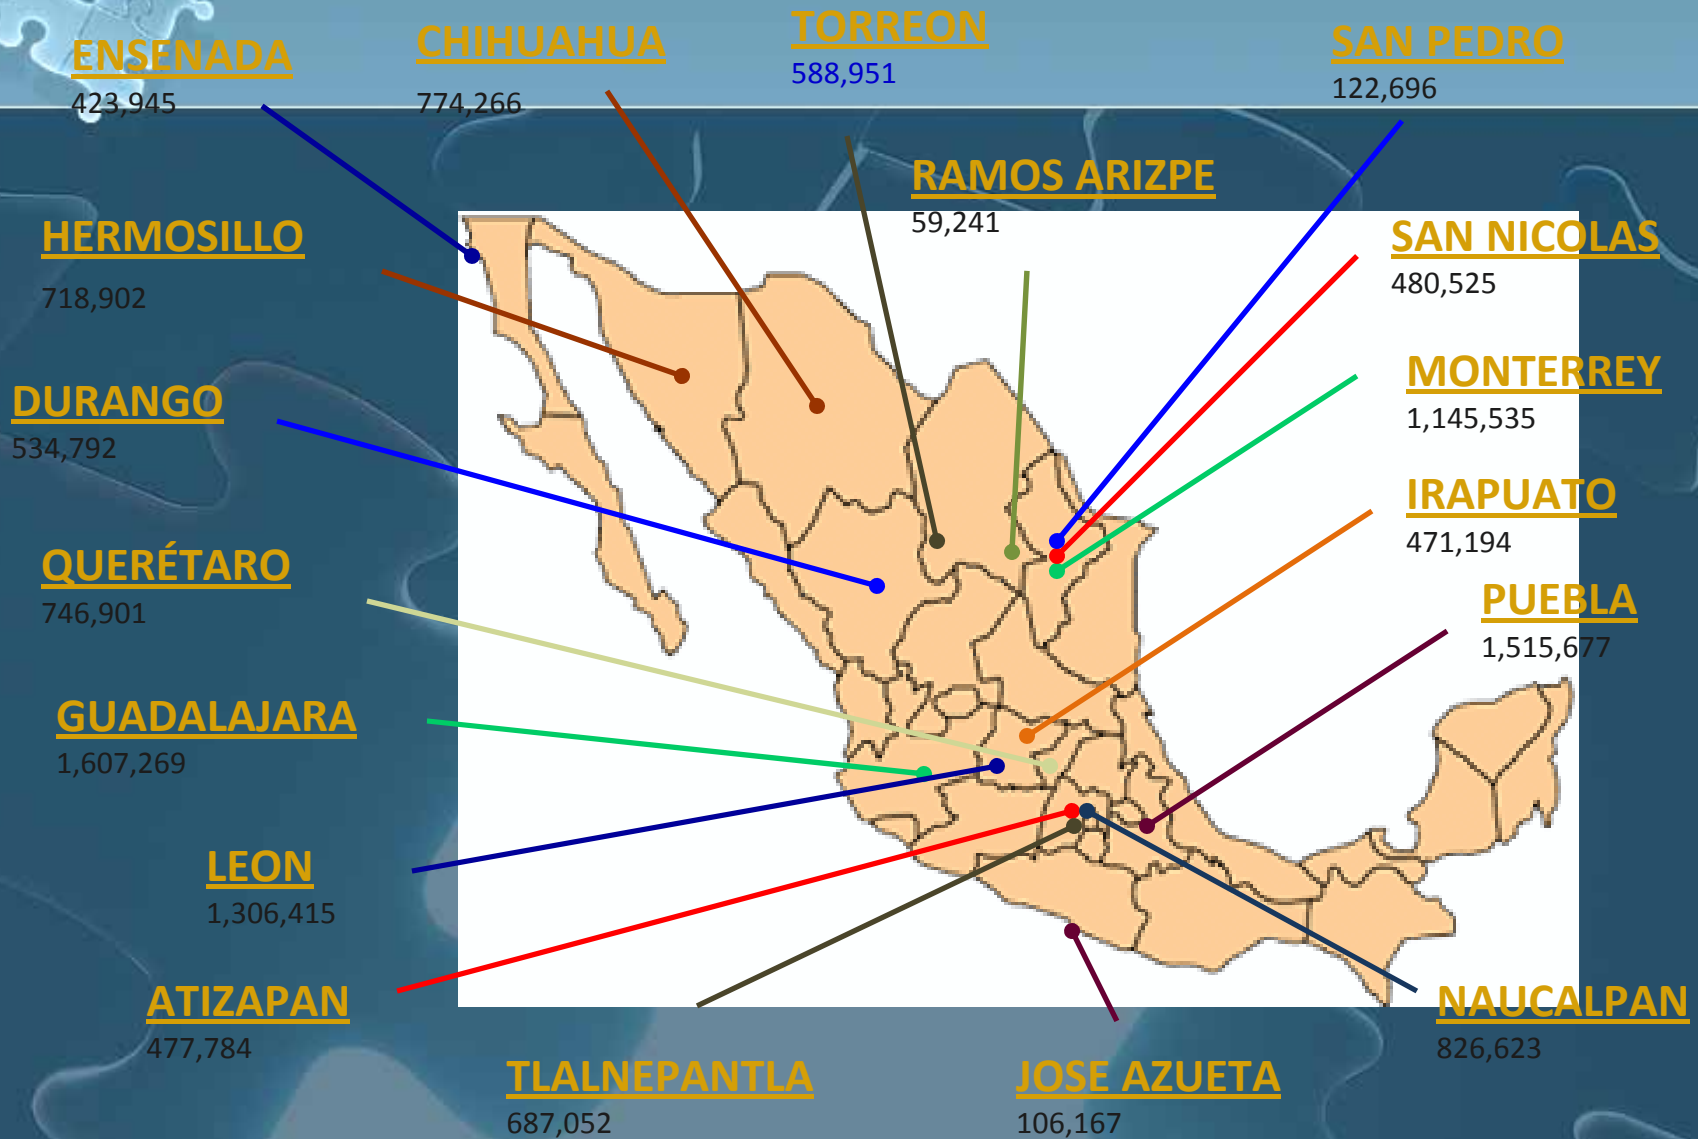 ENSENADA
423,945
CHIHUAHUA
774,266
TORREON
588,951
SAN PEDRO
122,696
RAMOS ARIZPE
59,241
HERMOSILLO
718,902
SAN NICOLAS
480,525
MONTERREY
1,145,535
DURANGO
534,792
IRAPUATO
471,194
QUERÉTARO
746,901
PUEBLA
1,515,677
GUADALAJARA
1,607,269
LEON
1,306,415
ATIZAPAN
477,784
NAUCALPAN
826,623
TLALNEPANTLA
687,052
JOSE AZUETA
106,167